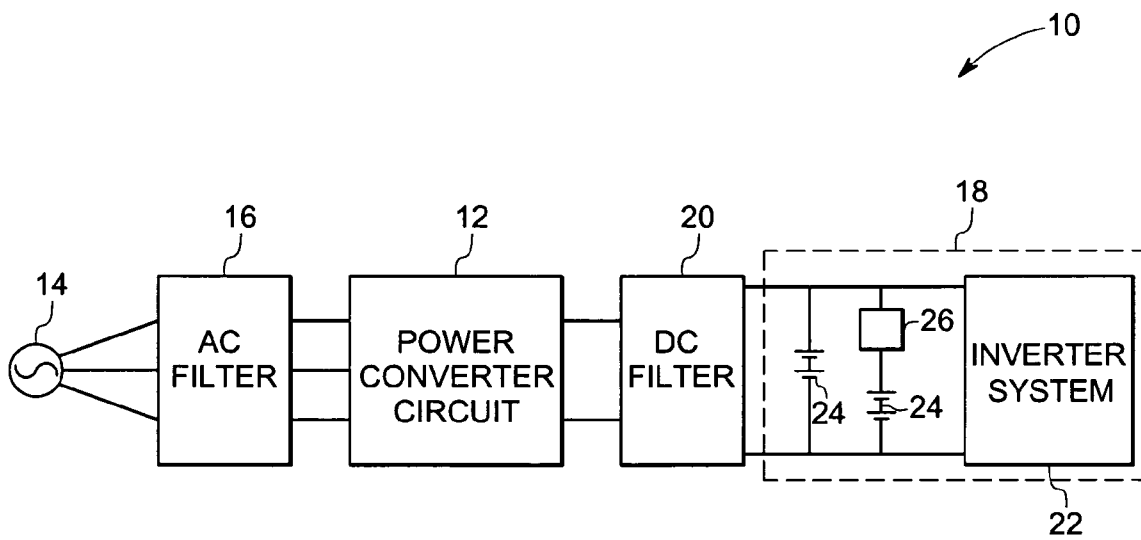 10
18
16
12
20
14
AC
FILTER
POWER
CONVERTER
CIRCUIT
DC
FILTER
26
24
24
INVERTER
SYSTEM
22